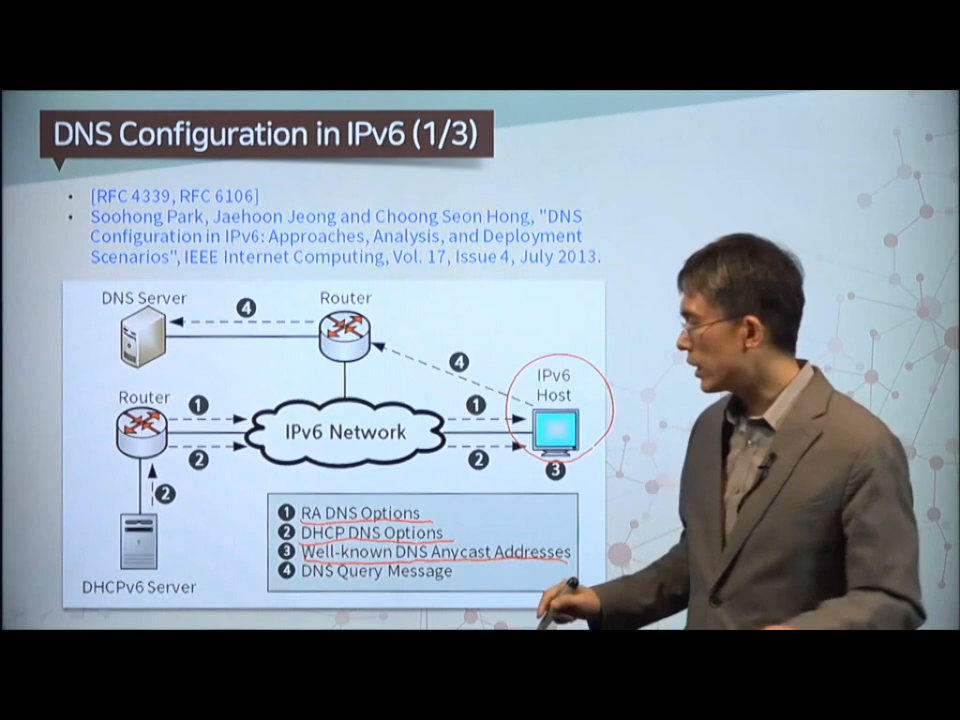 DNS Configuration in IPv6 (1/3)
• [RFC 4339, RFC 6106]
• Soohong Park, Jaehoon Jeong and Choong Seon Hong, "DNS
Configuration in IPv6: Approaches, Analysis, and Deployment
Scenarios", IEEE Internet Computing, Vol. 17, Issue 4, July 2013.
DNS Server
4
Router
4
IPv6
Host
Router
1
1
IPv6 Network
2
2
3
2
DHCPv6 Server
1 RA DNS Options
2 DHCP DNS Options
3 Well-known DNS Anycast Addresses
4 DNS Query Message